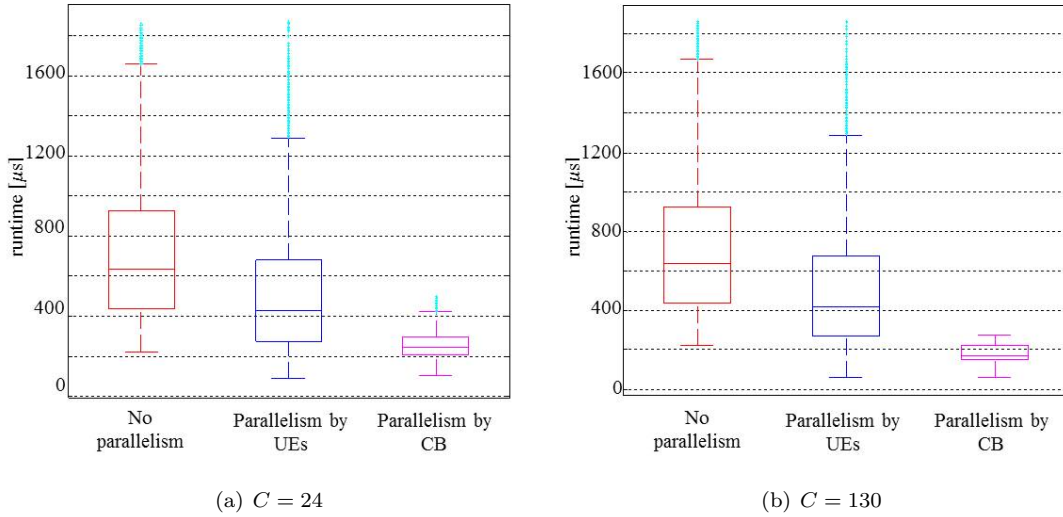 runtime [μs]
1600
1200
800
400
0
No
parallelism
Parallelism by
UEs
Parallelism by
CB
(a) C = 24
runtime [μs]
1600
1200
800
400
0
No
parallelism
Parallelism by
UEs
Parallelism by
CB
(b) C = 130